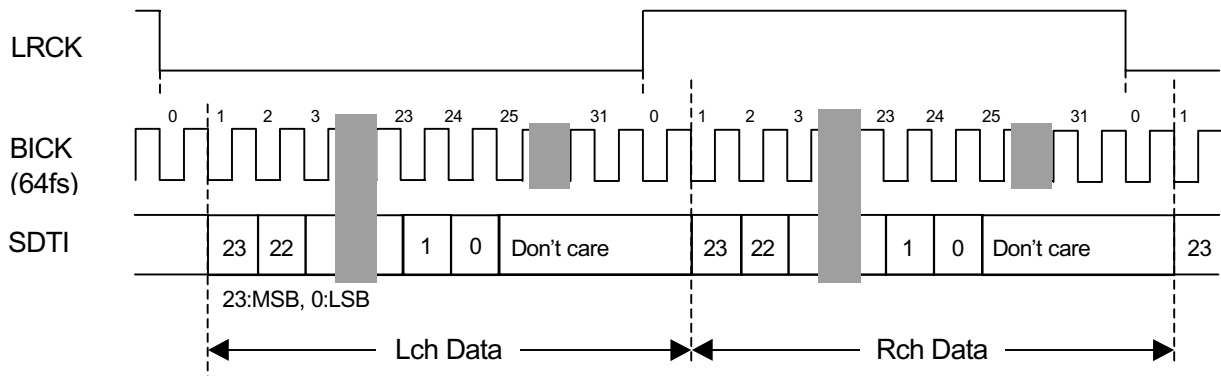 LRCK
0 1 2 3 23 24 25 31 0 1 2 3 23 24 25 31 0 1
BICK
(64fs)
SDTI 23 22 1 0 Don't care 23 22 1 0 Don't care 23
23:MSB, 0:LSB
Lch Data Rch Data